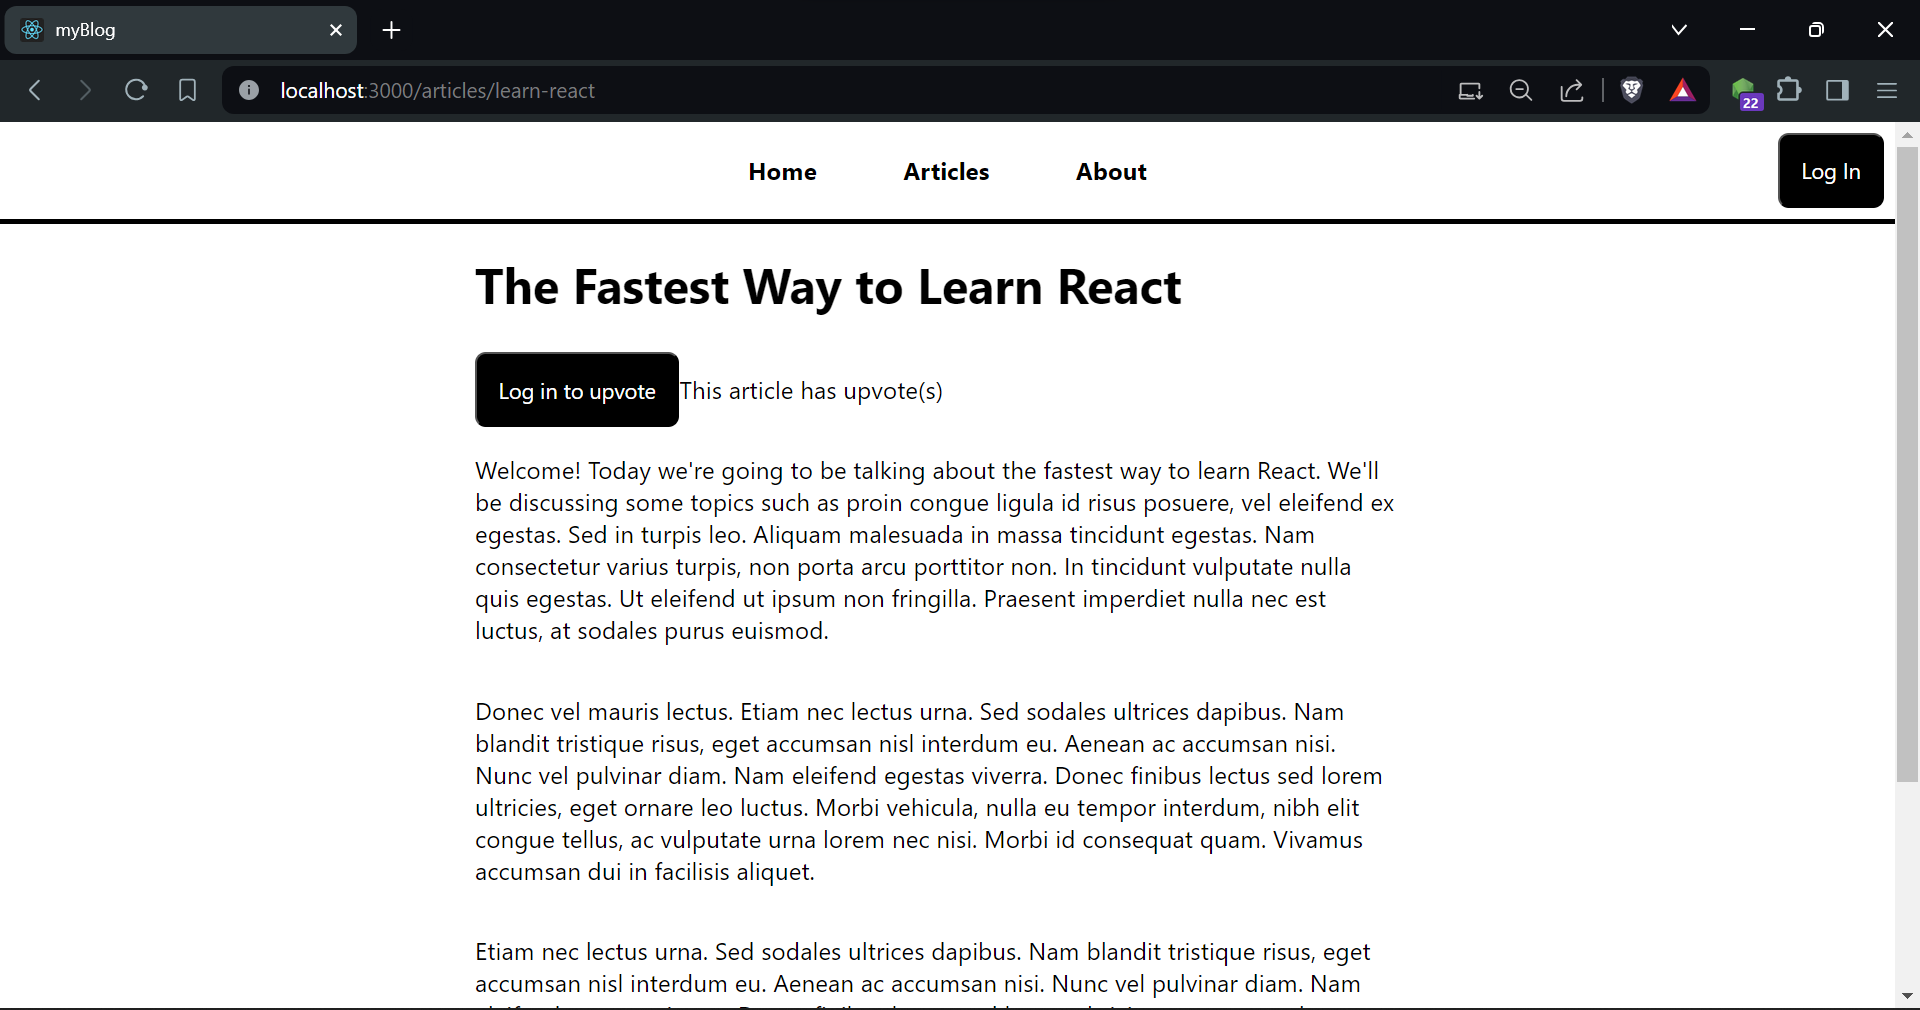 myBlog
localhost:3000/articles/learn-react
22
Home Articles About Log In
The Fastest Way to Learn React
Log in to upvote This article has upvote(s)
Welcome! Today we're going to be talking about the fastest way to learn React. We'll
be discussing some topics such as proin congue ligula id risus posuere, vel eleifend ex
egestas. Sed in turpis leo. Aliquam malesuada in massa tincidunt egestas. Nam
consectetur varius turpis, non porta arcu porttitor non. In tincidunt vulputate nulla
quis egestas. Ut eleifend ut ipsum non fringilla. Praesent imperdiet nulla nec est
luctus, at sodales purus euismod.
Donec vel mauris lectus. Etiam nec lectus urna. Sed sodales ultrices dapibus. Nam
blandit tristique risus, eget accumsan nisl interdum eu. Aenean ac accumsan nisi.
Nunc vel pulvinar diam. Nam eleifend egestas viverra. Donec finibus lectus sed lorem
ultricies, eget ornare leo luctus. Morbi vehicula, nulla eu tempor interdum, nibh elit
congue tellus, ac vulputate urna lorem nec nisi. Morbi id consequat quam. Vivamus
accumsan dui in facilisis aliquet.
Etiam nec lectus urna. Sed sodales ultrices dapibus. Nam blandit tristique risus, eget
accumsan nisl interdum eu. Aenean ac accumsan nisi. Nunc vel pulvinar diam. Nam